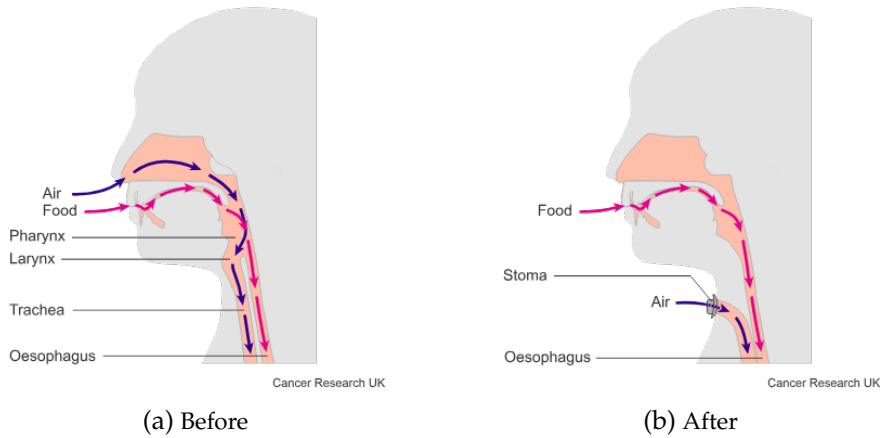 Air
Food
Pharynx
Larynx
Trachea
Oesophagus
Cancer Research UK
(a) Before
Food
Stoma
Air
Oesophagus
Cancer Research UK
(b) After